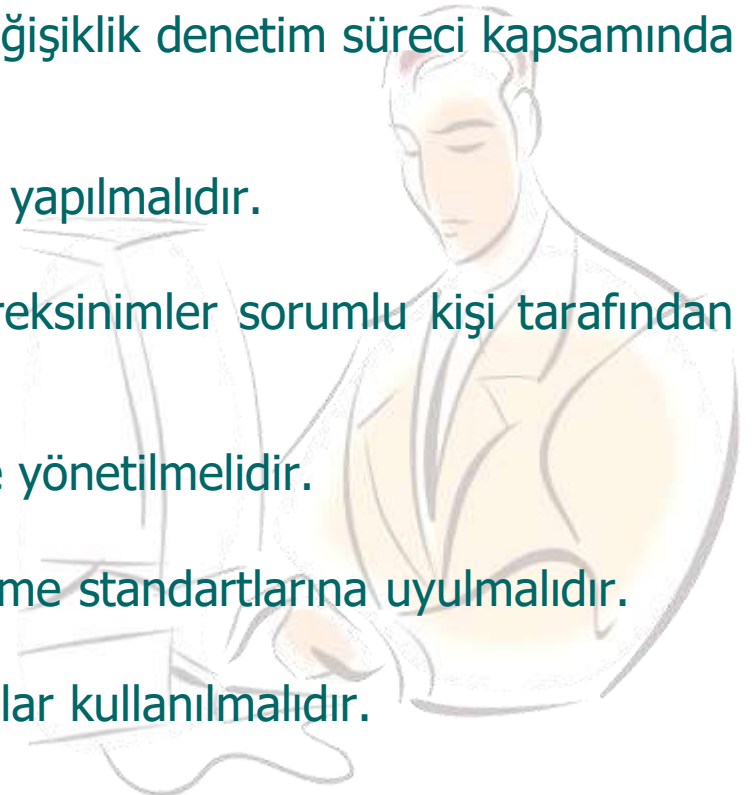 ğişiklik denetim süreci kapsamında
yapılmalıdır.
reksinimler sorumlu kişi tarafından
e yönetilmelidir.
me standartlarına uyulmalıdır.
lar kullanılmalıdır.